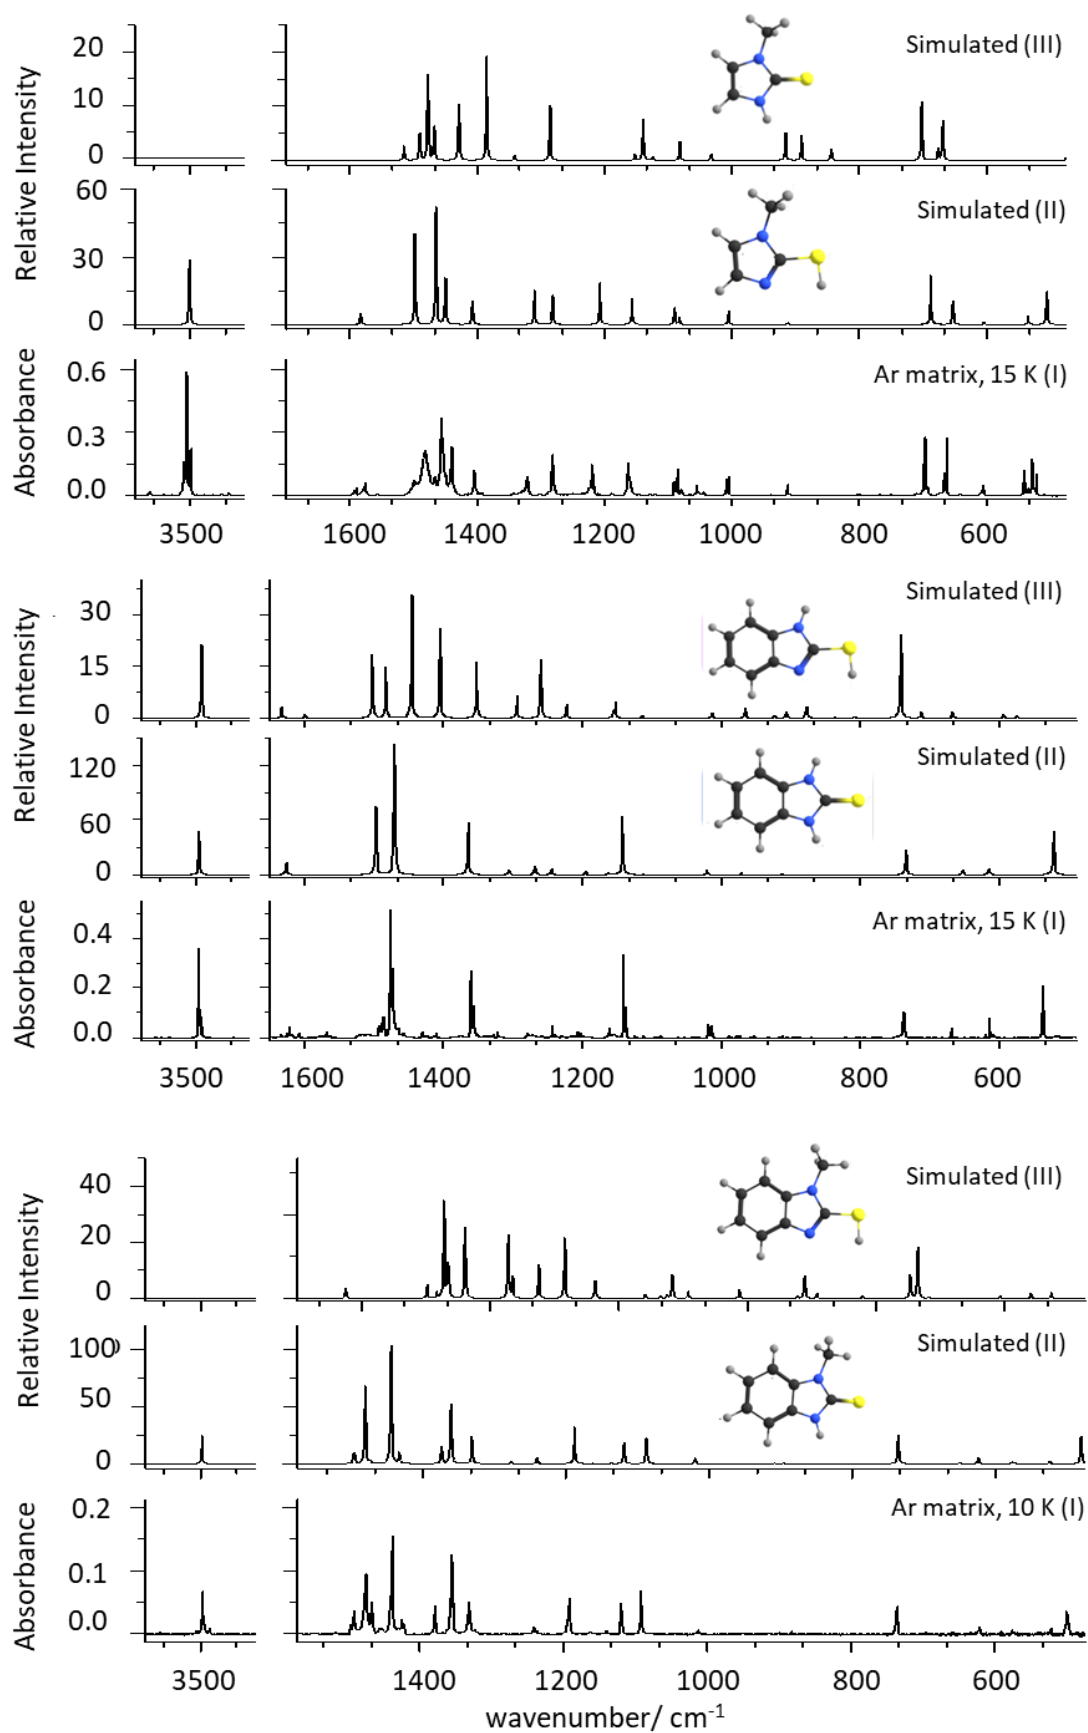 Simulated (III)
20
10
0
Relative Intensity
Simulated (II)
60
30
0
Ar matrix, 15 K (I)
0.6
0.3
0.0
Absorbance
3500 1600 1400 1200 1000 800 600
Simulated (III)
30
15
0
Relative Intensity
Simulated (II)
120
60
0
Ar matrix, 15 K (I)
0.4
0.2
0.0
Absorbance
3500 1600 1400 1200 1000 800 600
Simulated (III)
40
20
0
Relative Intensity
Simulated (II)
100
50
0
Ar matrix, 10 K (I)
0.2
0.1
0.0
Absorbance
3500 1400 1200 1000 800 600
wavenumber/ cm⁻¹